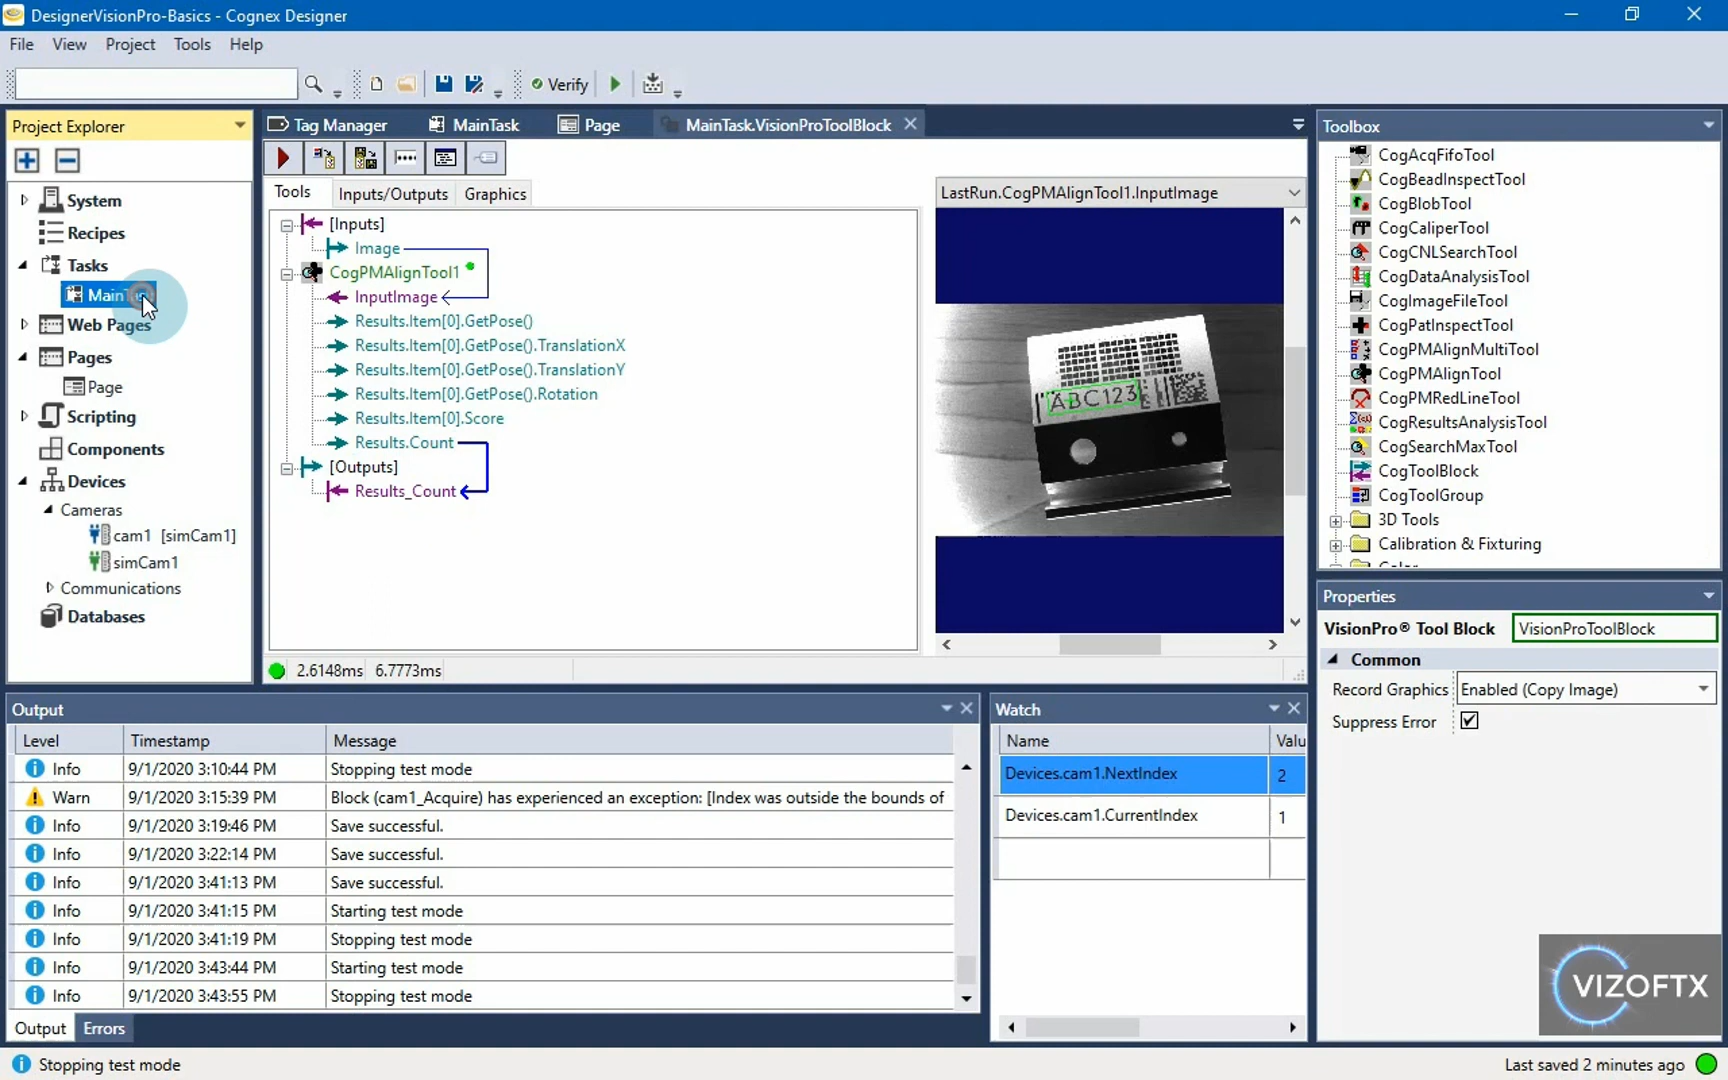 DesignerVisionPro-Basics - Cognex Designer
File View Project Tools Help
Verify
Project Explorer
System
Recipes
Tasks
Web Pages
Pages
Page
Scripting
Components
Devices
Cameras
cam1 [simCam1]
simCam1
Communications
Databases
Tag Manager MainTask Page MainTask.VisionProToolBlock
Tools Inputs/Outputs Graphics
[Inputs]
Image
CogPMAlignTool1
InputImage
Results.Item[0].GetPose()
Results.Item[0].GetPose().TranslationX
Results.Item[0].GetPose().TranslationY
Results.Item[0].GetPose().Rotation
Results.Item[0].Score
Results.Count
[Outputs]
Results_Count
2.6148ms 6.7773ms
LastRun.CogPMAlignTool1.InputImage
ABC123
Toolbox
CogAcqFifoTool
CogBeadInspectTool
CogBlobTool
CogCaliperTool
CogCNLSearchTool
CogDataAnalysisTool
CogImageFileTool
CogPatInspectTool
CogPMAlignMultiTool
CogPMAlignTool
CogPMRedLineTool
CogResultsAnalysisTool
CogSearchMaxTool
CogToolBlock
CogToolGroup
3D Tools
Calibration & Fixturing
Properties
VisionPro® Tool Block VisionProToolBlock
Common
Record Graphics Enabled (Copy Image)
Suppress Error
Output
Level Timestamp Message
Info 9/1/2020 3:10:44 PM Stopping test mode
Warn 9/1/2020 3:15:39 PM Block (cam1_Acquire) has experienced an exception: [Index was outside the bounds of
Info 9/1/2020 3:19:46 PM Save successful.
Info 9/1/2020 3:22:14 PM Save successful.
Info 9/1/2020 3:41:13 PM Save successful.
Info 9/1/2020 3:41:15 PM Starting test mode
Info 9/1/2020 3:41:19 PM Stopping test mode
Info 9/1/2020 3:43:44 PM Starting test mode
Info 9/1/2020 3:43:55 PM Stopping test mode
Output Errors
Watch
Name Valu
Devices.cam1.NextIndex 2
Devices.cam1.CurrentIndex 1
VIZOFTX
Stopping test mode
Last saved 2 minutes ago